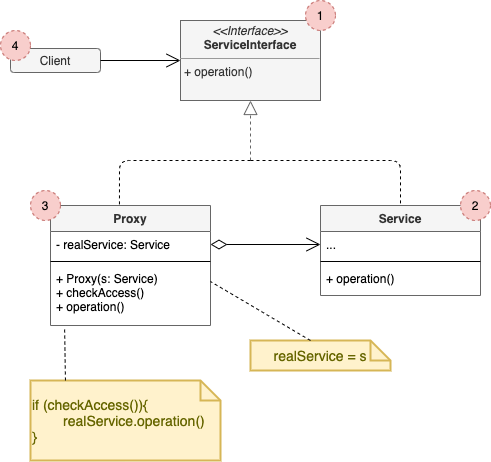 1
<<Interface>>
ServiceInterface
+ operation()
4
Client
3
Proxy
- realService: Service
+ Proxy(s: Service)
+ checkAccess()
+ operation()
2
Service
...
+ operation()
realService = s
if (checkAccess()){
realService.operation()
}